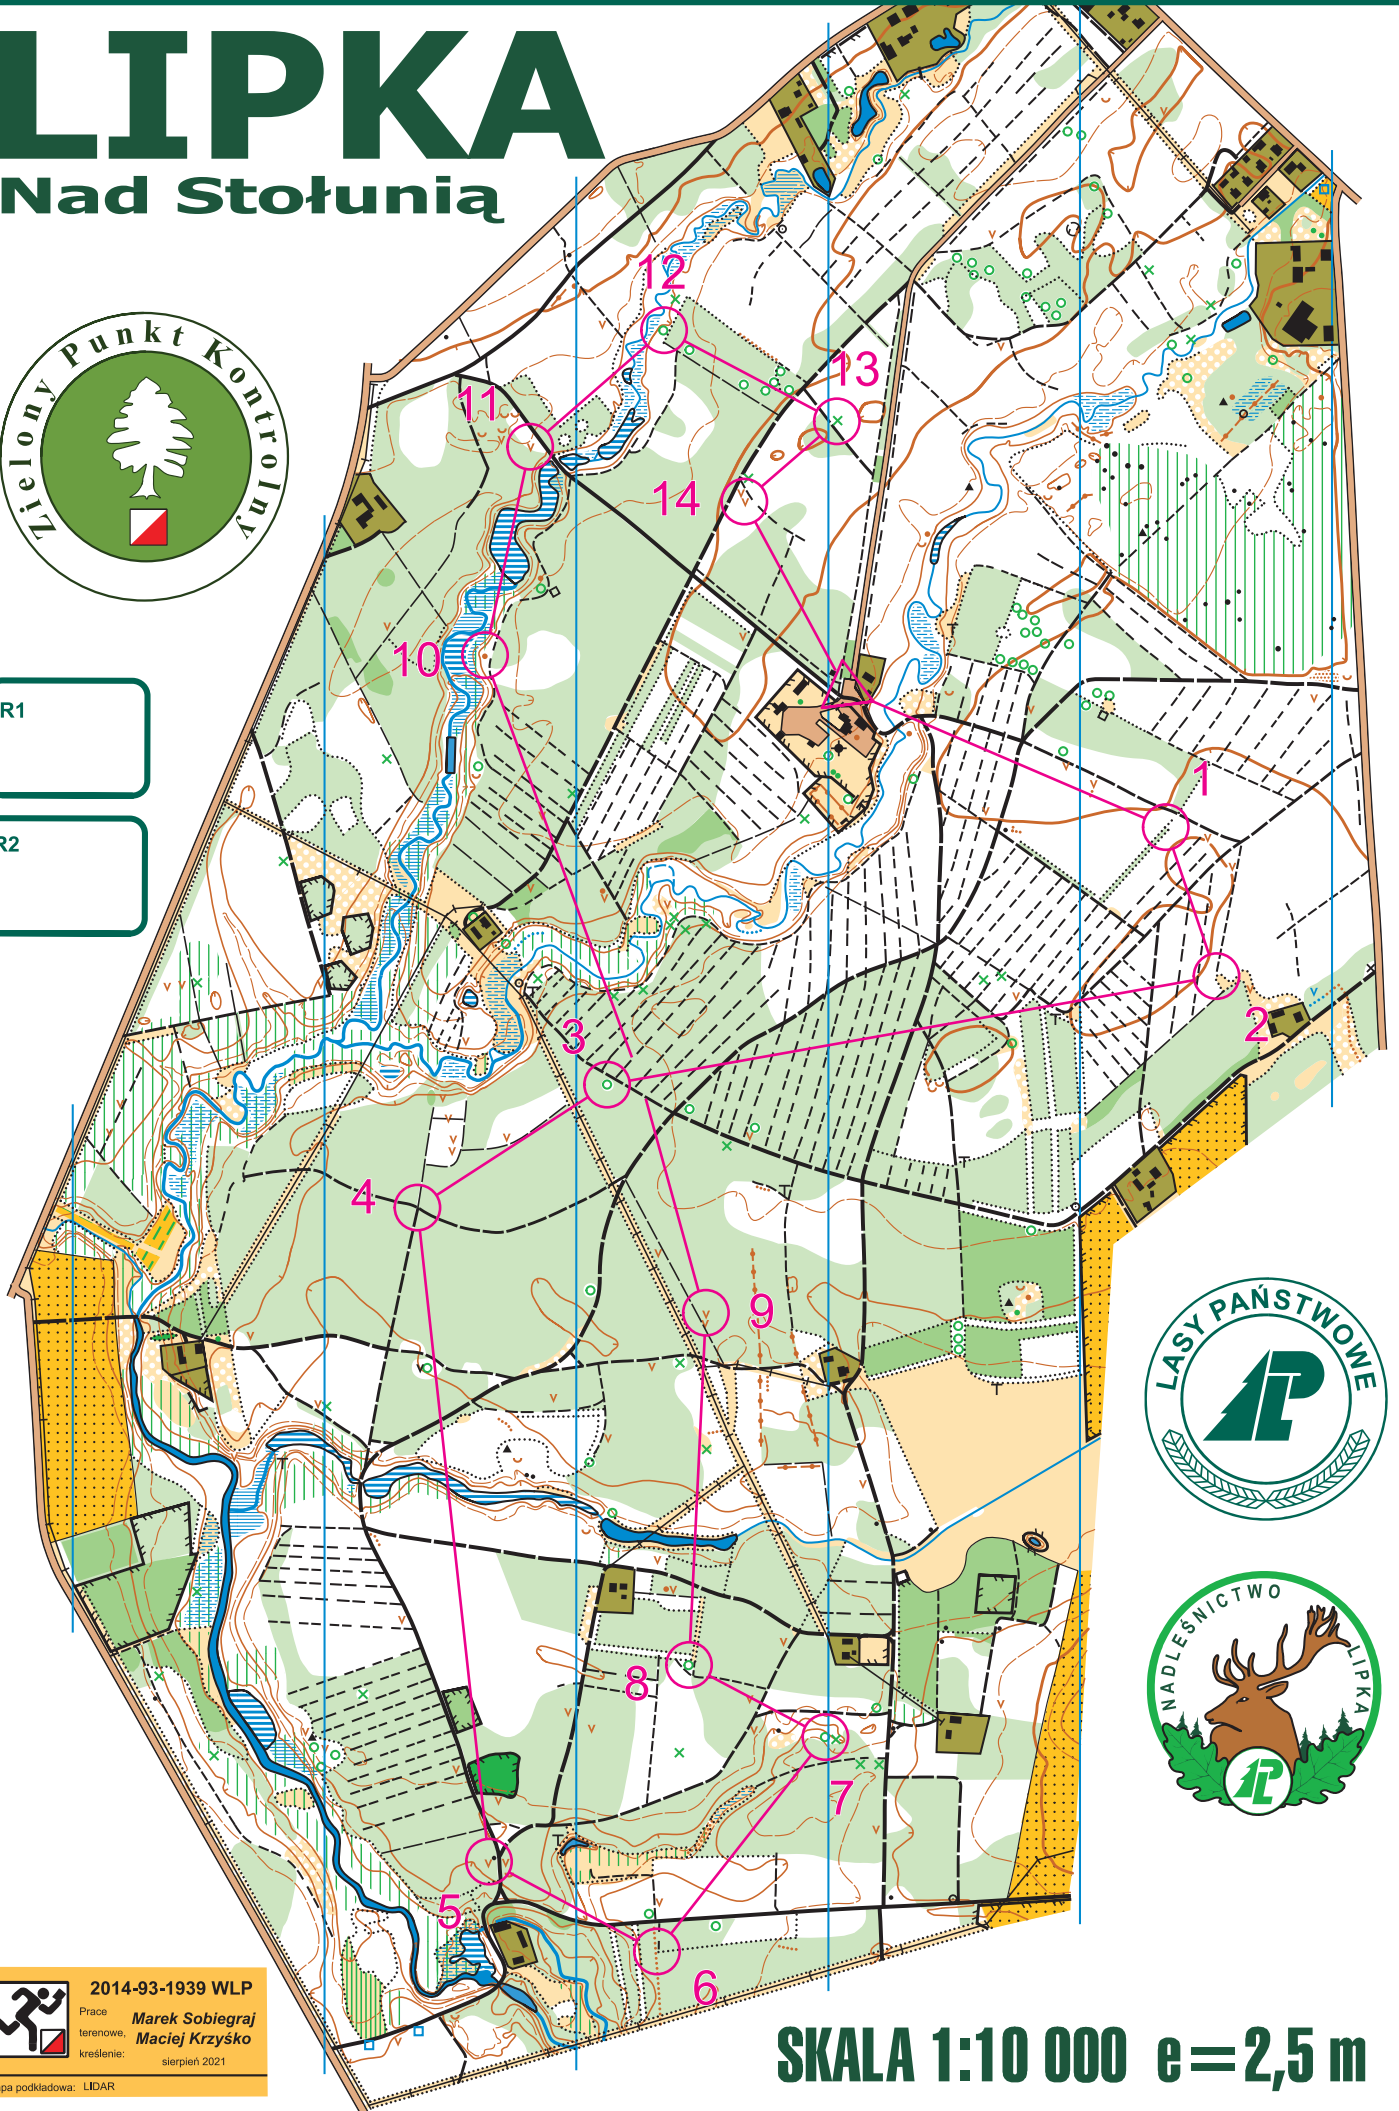 LIPKA
Nad Stołunią
Zielony Punkt Kontrolny
12
13
11
14
10
R1
1
R2
3
2
4
9
LASY PAŃSTWOWE
8
NADLEŚNICTWO LIPKA
7
5
6
2014-93-1939 WLP
Prace
terenowe,
kreślenie:
Marek Sobiegraj
Maciej Krzyśko
sierpień 2021
pa podkładowa: LIDAR
SKALA 1:10 000 e=2,5 m